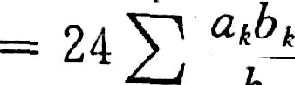 = 24 ∑ a_k b_k